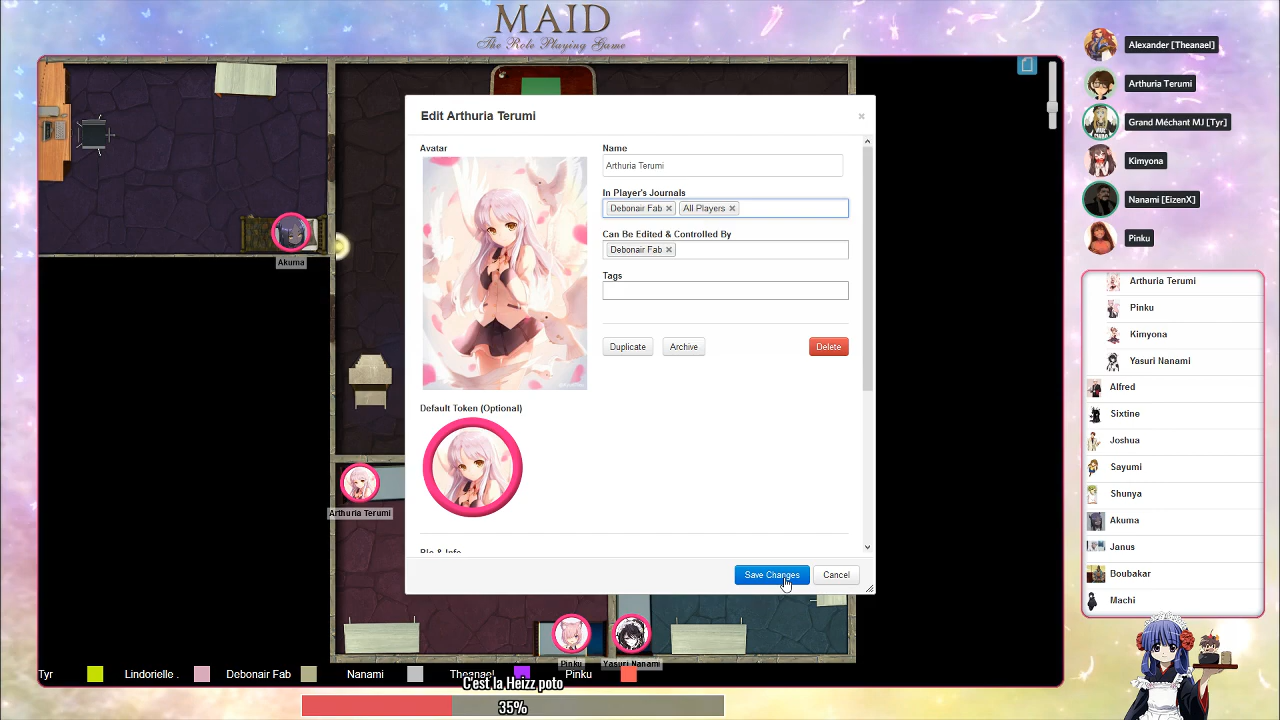 MAID
The Role Playing Game
Alexander [Theanael]
Arthuria Terumi
Grand Méchant MJ [Tyr]
Kimyona
Nanami [EizenX]
Pinku
Edit Arthuria Terumi
×
Avatar
Name
Arthuria Terumi
In Player's Journals
Debonair Fab ×
All Players ×
Can Be Edited & Controlled By
Debonair Fab ×
Tags
Duplicate
Archive
Delete
Default Token (Optional)
Bio & Info
Save Changes
Cancel
Akuma
Arthuria Terumi
Pinku
Yasuri Nanami
Arthuria Terumi
Pinku
Kimyona
Yasuri Nanami
Alfred
Sixtine
Joshua
Sayumi
Shunya
Akuma
Janus
Boubakar
Machi
Tyr
Lindorielle .
Debonair Fab
Nanami
Theanael
Pinku
C'est la Heizz poto
35%